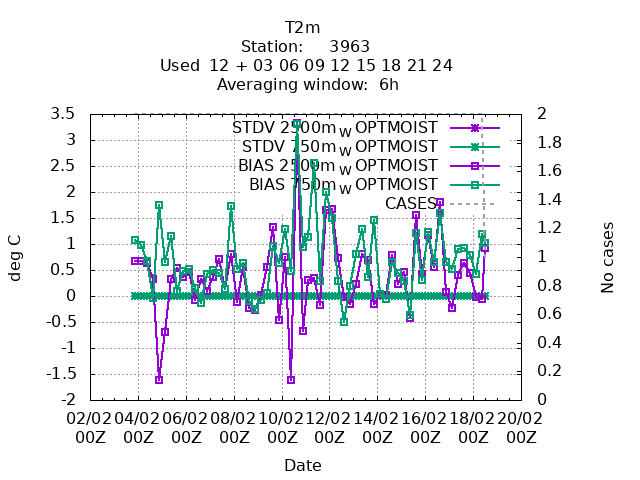 T2m
Station: 3963
Used 12 + 03 06 09 12 15 18 21 24
Averaging window: 6h
3.5
3
2.5
2
1.5
1
0.5
0
-0.5
-1
-1.5
-2
deg C
STDV 2500m_W OPTMOIST
STDV 750m_W OPTMOIST
BIAS 2500m_W OPTMOIST
BIAS 750m_W OPTMOIST
CASES
2
1.8
1.6
1.4
1.2
1
0.8
0.6
0.4
0.2
0
No cases
02/02 04/02 06/02 08/02 10/02 12/02 14/02 16/02 18/02 20/02
00Z 00Z 00Z 00Z 00Z 00Z 00Z 00Z 00Z 00Z
Date